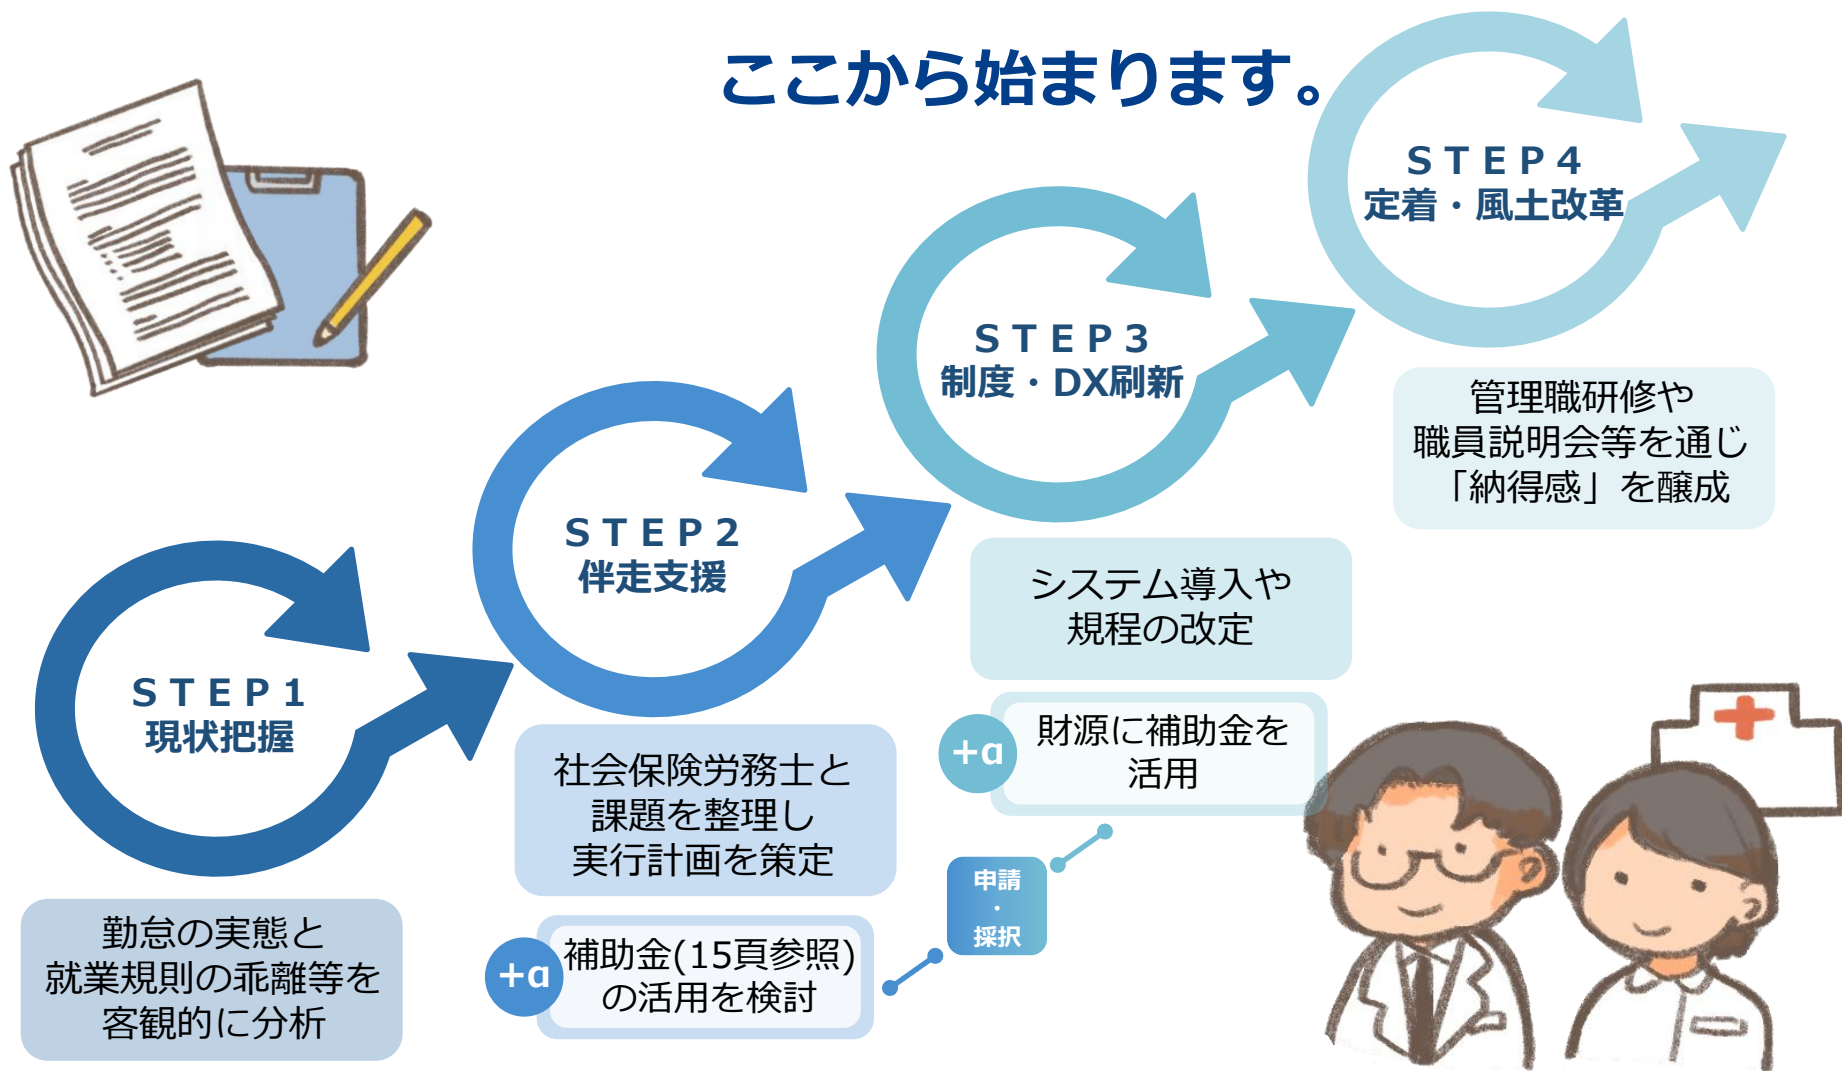 ここから始まります。
ＳＴＥＰ１
現状把握
勤怠の実態と
就業規則の乖離等を
客観的に分析
ＳＴＥＰ２
伴走支援
社会保険労務士と
課題を整理し
実行計画を策定
+α
補助金(15頁参照)
の活用を検討
申請
・
採択
ＳＴＥＰ３
制度・DX刷新
システム導入や
規程の改定
+α
財源に補助金を
活用
ＳＴＥＰ４
定着・風土改革
管理職研修や
職員説明会等を通じ
「納得感」を醸成